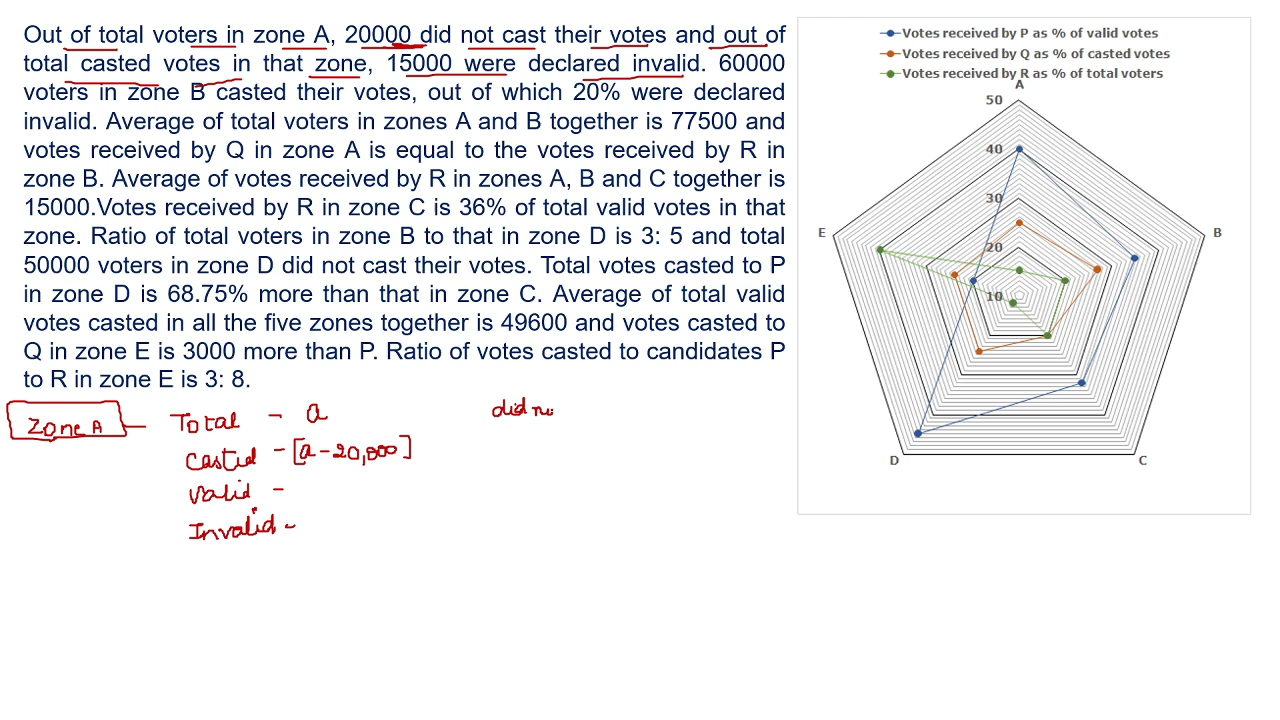 Out of total voters in zone A, 20000 did not cast their votes and out of
total casted votes in that zone, 15000 were declared invalid. 60000
voters in zone B casted their votes, out of which 20% were declared
invalid. Average of total voters in zones A and B together is 77500 and
votes received by Q in zone A is equal to the votes received by R in
zone B. Average of votes received by R in zones A, B and C together is
15000.Votes received by R in zone C is 36% of total valid votes in that
zone. Ratio of total voters in zone B to that in zone D is 3: 5 and total
50000 voters in zone D did not cast their votes. Total votes casted to P
in zone D is 68.75% more than that in zone C. Average of total valid
votes casted in all the five zones together is 49600 and votes casted to
Q in zone E is 3000 more than P. Ratio of votes casted to candidates P
to R in zone E is 3: 8.
Zone A - Total - a
Casted - [a-20,000]
Valid -
Invalid -
did no
Votes received by P as % of valid votes
Votes received by Q as % of casted votes
Votes received by R as % of total voters
A
50
40
30
20
10
E
B
D
C